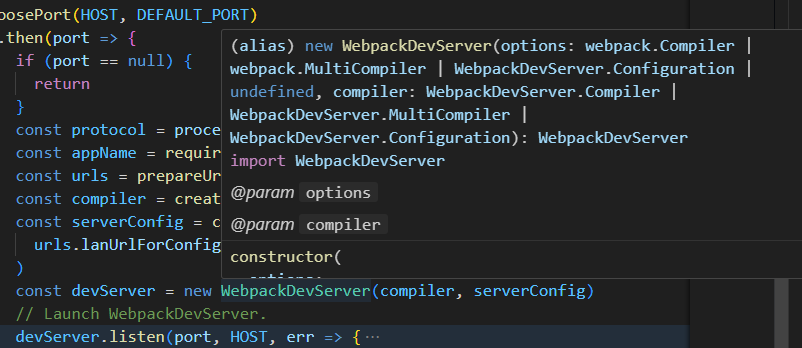 oosePort(HOST, DEFAULT_PORT)
.then(port => {
if (port == null) {
return
}
const protocol = proce
const appName = requir
const urls = prepareUr
const compiler = creat
const serverConfig = c
urls.lanUrlForConfig
)
const devServer = new WebpackDevServer(compiler, serverConfig)
// Launch WebpackDevServer.
devServer.listen(port, HOST, err => {···
(alias) new WebpackDevServer(options: webpack.Compiler |
webpack.MultiCompiler | WebpackDevServer.Configuration |
undefined, compiler: WebpackDevServer.Compiler |
WebpackDevServer.MultiCompiler |
WebpackDevServer.Configuration): WebpackDevServer
import WebpackDevServer
@param options
@param compiler
constructor(
options: